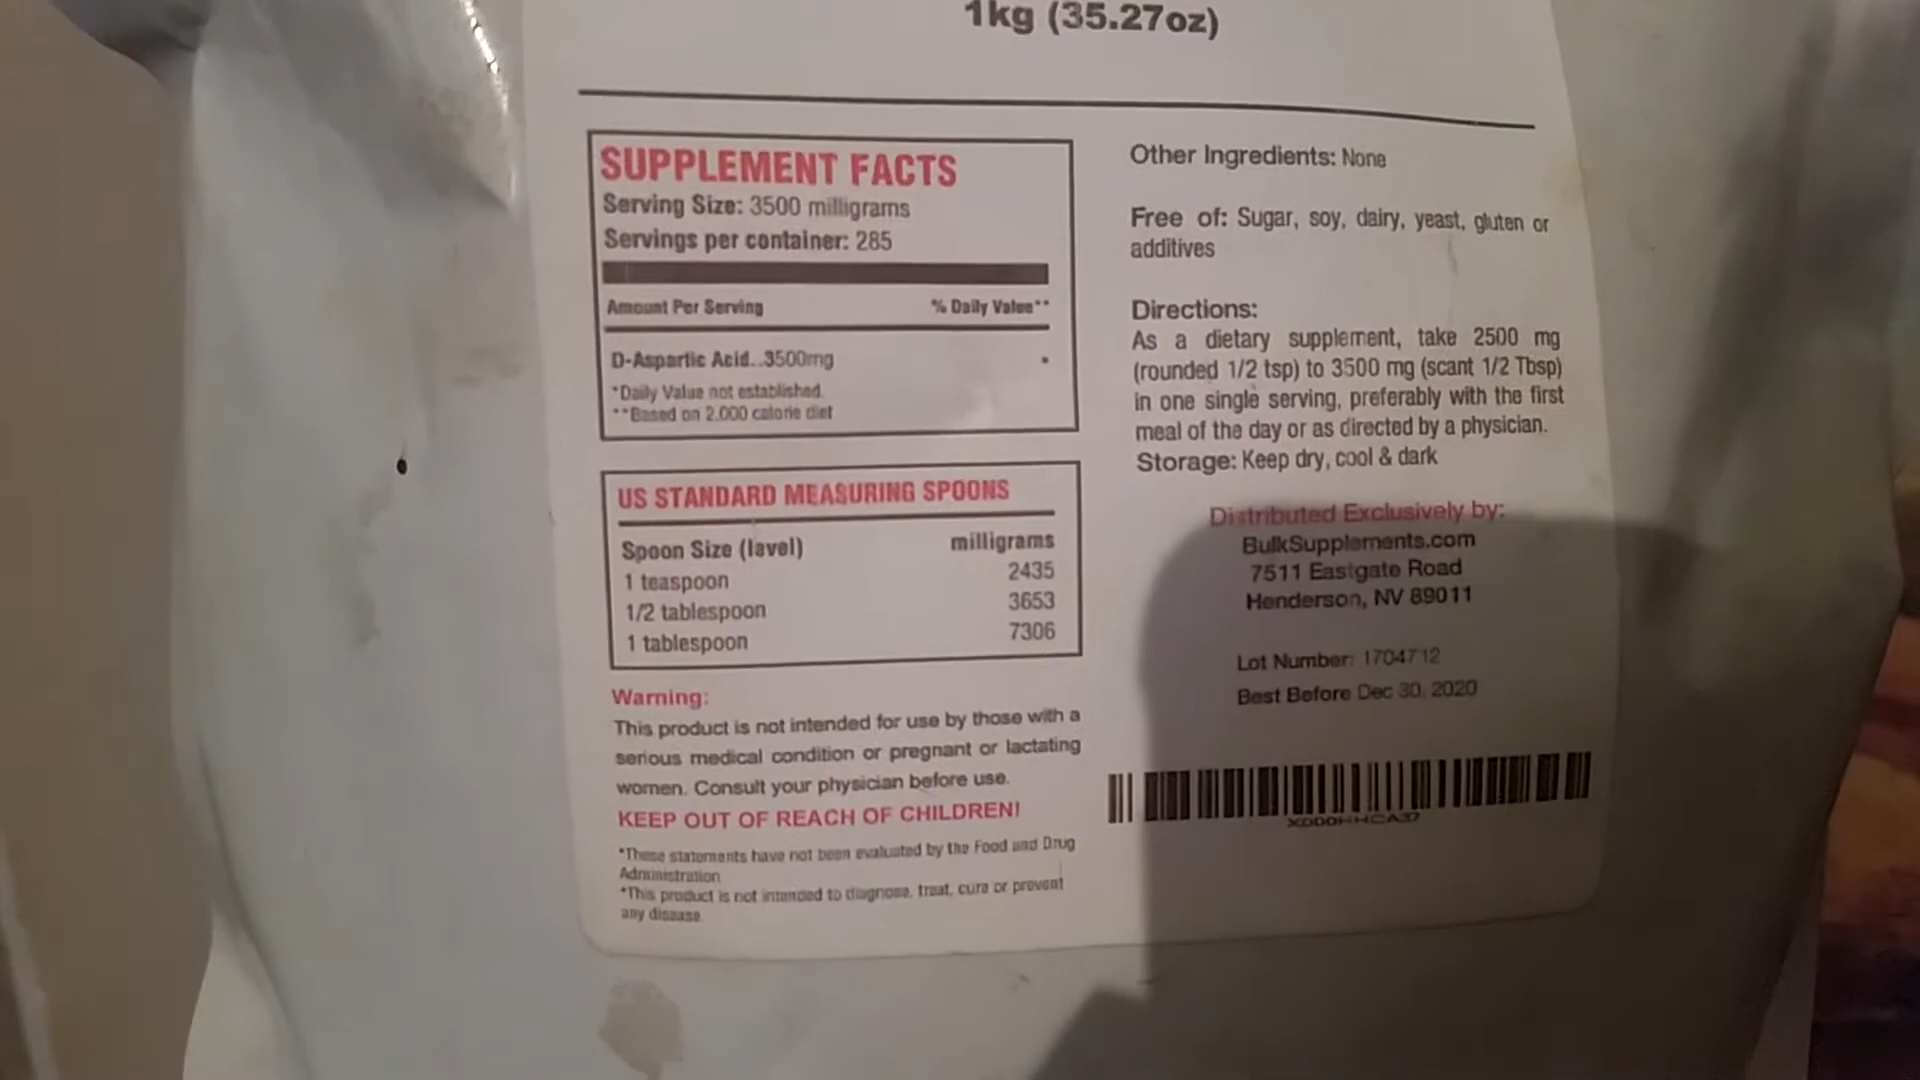 1kg (35.27oz)
SUPPLEMENT FACTS
Serving Size: 3500 milligrams
Servings per container: 285
Amount Per Serving % Daily Value**
D-Aspartic Acid...3500mg *
*Daily Value not established.
**Based on 2,000 calorie diet
US STANDARD MEASURING SPOONS
Spoon Size (level) milligrams
1 teaspoon 2435
1/2 tablespoon 3653
1 tablespoon 7306
Warning:
This product is not intended for use by those with a
serious medical condition or pregnant or lactating
women. Consult your physician before use.
KEEP OUT OF REACH OF CHILDREN!
*These statements have not been evaluated by the Food and Drug
Administration.
*This product is not intended to diagnose, treat, cure or prevent
any disease.
Other Ingredients: None
Free of: Sugar, soy, dairy, yeast, gluten or
additives
Directions:
As a dietary supplement, take 2500 mg
(rounded 1/2 tsp) to 3500 mg (scant 1/2 Tbsp)
in one single serving, preferably with the first
meal of the day or as directed by a physician.
Storage: Keep dry, cool & dark
Distributed Exclusively by:
BulkSupplements.com
7511 Eastgate Road
Henderson, NV 89011
Lot Number: 1704712
Best Before Dec 30, 2020